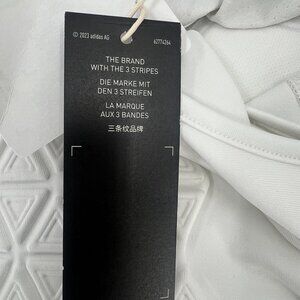 © 2023 adidas AG
62774264
THE BRAND
WITH THE 3 STRIPES
DIE MARKE MIT
DEN 3 STREIFEN
LA MARQUE
AUX 3 BANDES
三条纹品牌